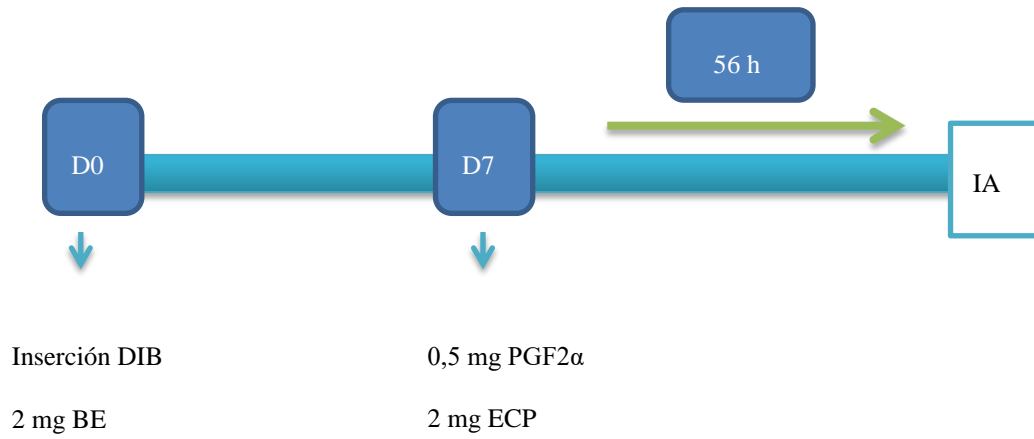 56 h
D0
D7
IA
Inserción DIB
0,5 mg PGF2α
2 mg BE
2 mg ECP